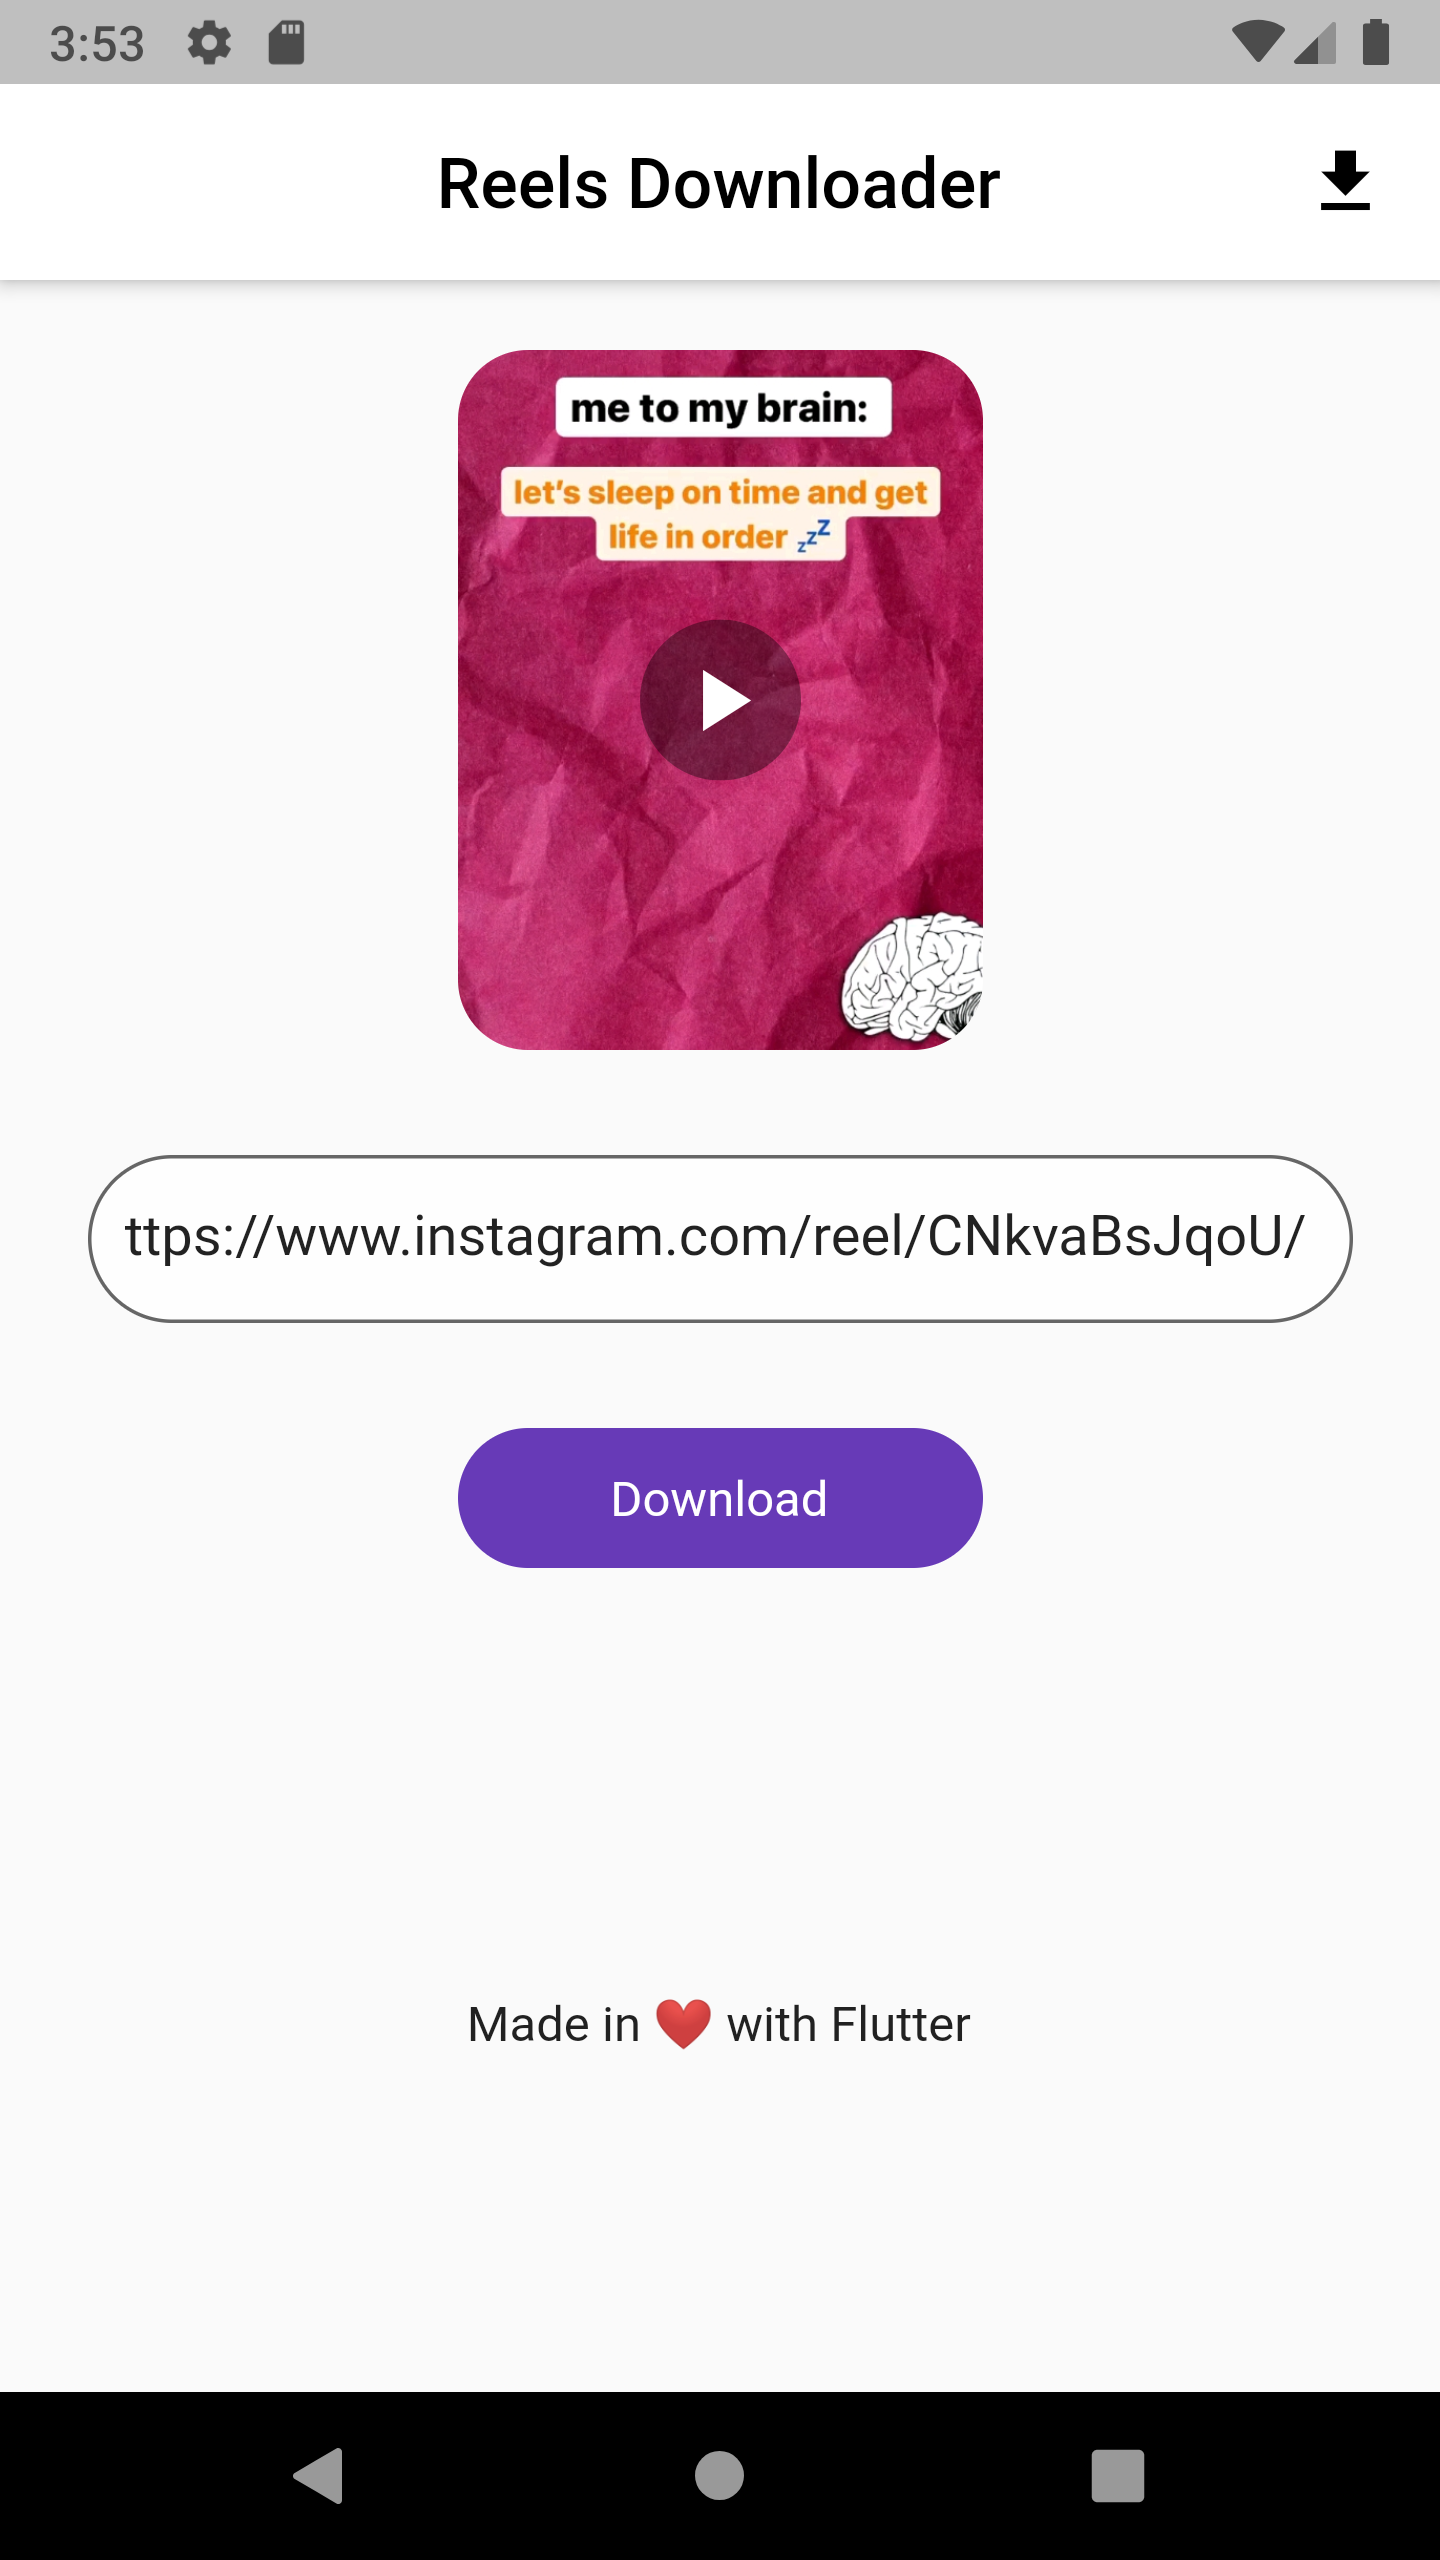 3:53
Reels Downloader
me to my brain:
let's sleep on time and get
life in order 💤
ttps://www.instagram.com/reel/CNkvaBsJqoU/
Download
Made in ❤️ with Flutter